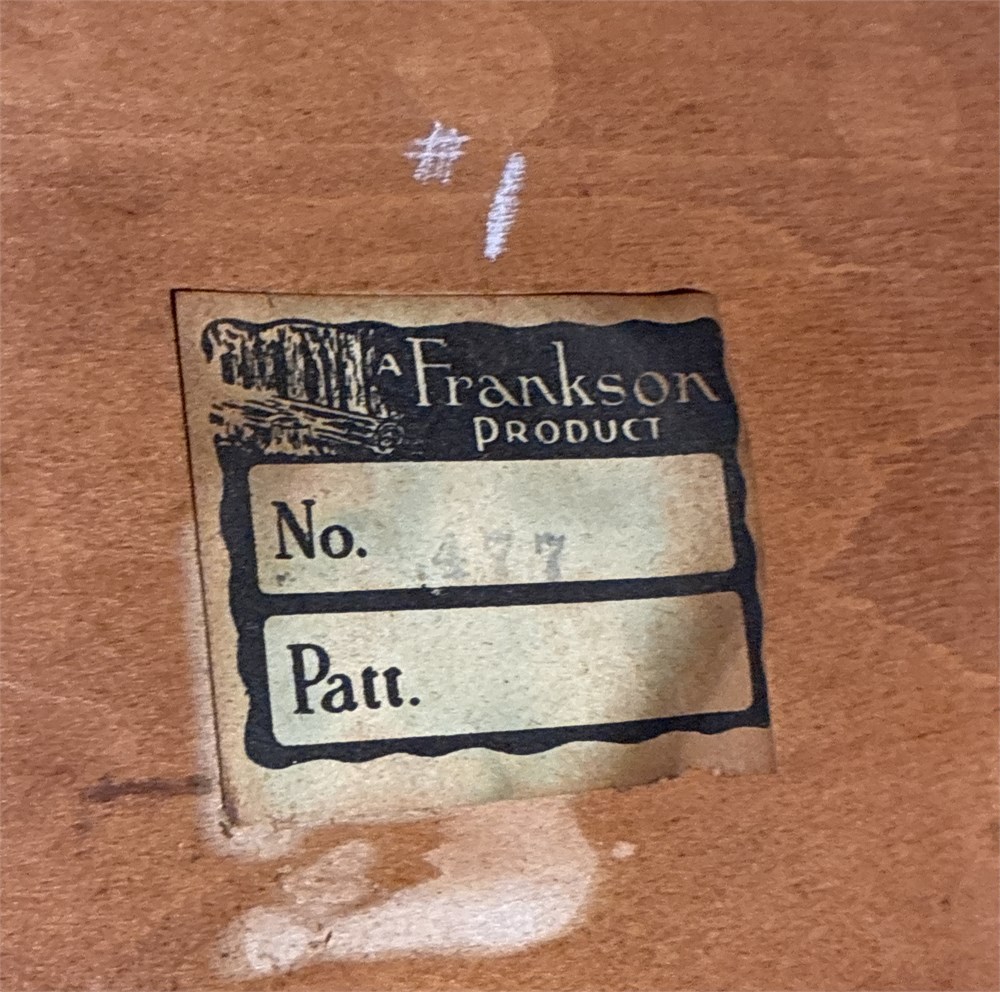 #1
A Frankson
PRODUCT
No. 477
Patt.